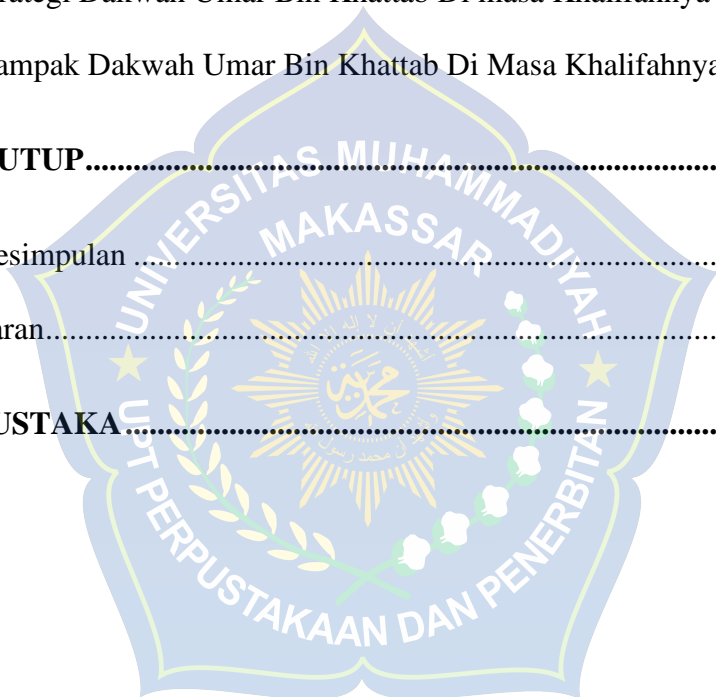 rategi Dakwah Umar Bin Khattab Di masa Khalifahnya
ampak Dakwah Umar Bin Khattab Di Masa Khalifahnya
UTUP..............................................................................
esimpulan ........................................................................
aran...................................................................................
USTAKA.........................................................................
UNIVERSITAS MUHAMMADIYAH
MAKASSAR
UPT PERPUSTAKAAN DAN PENERBITAN